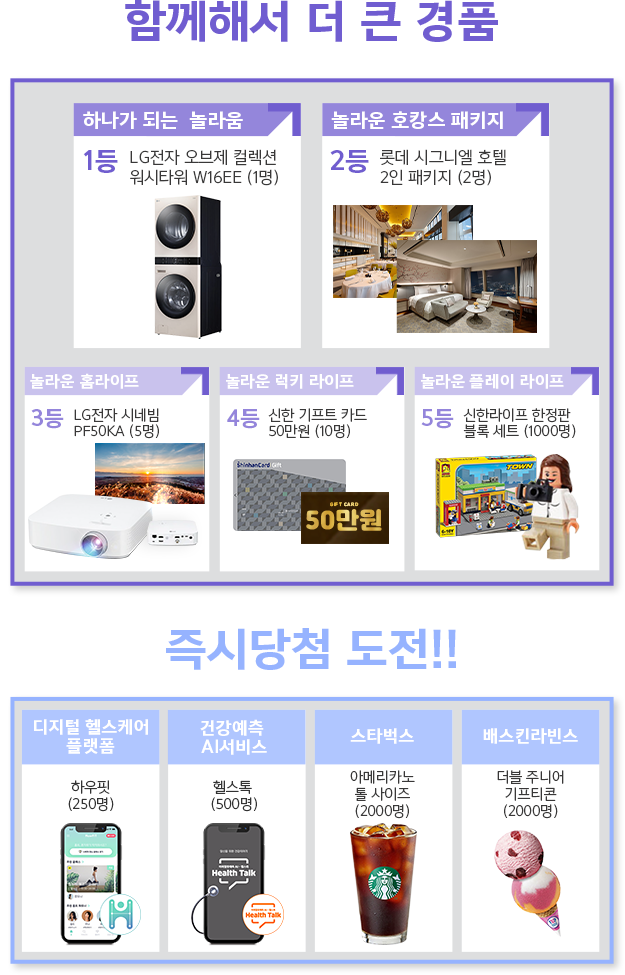 함께해서 더 큰 경품
하나가 되는 놀라움
1등 LG전자 오브제 컬렉션
워시타워 W16EE (1명)
놀라운 호캉스 패키지
2등 롯데 시그니엘 호텔
2인 패키지 (2명)
놀라운 홈라이프
3등 LG전자 시네빔
PF50KA (5명)
놀라운 럭키 라이프
4등 신한 기프트 카드
50만원 (10명)
ShinhanCard Gift
GIFT CARD
50만원
놀라운 플레이 라이프
5등 신한라이프 한정판
블록 세트 (1000명)
TOWN
6-10Y
즉시당첨 도전!!
디지털 헬스케어
플랫폼
하우핏
(250명)
건강예측
AI서비스
헬스톡
(500명)
Health Talk
Health Talk
스타벅스
아메리카노
톨 사이즈
(2000명)
배스킨라빈스
더블 주니어
기프티콘
(2000명)